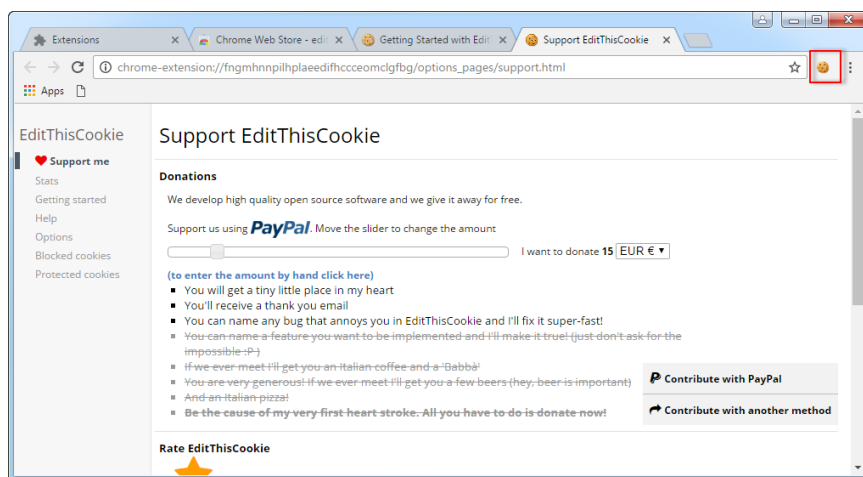 Extensions
Chrome Web Store - edi
Getting Started with Edit
Support EditThisCookie
chrome-extension://fngmhnnpilhplaeedifhccceomclgfbg/options_pages/support.html
Apps
EditThisCookie
Support me
Stats
Getting started
Help
Options
Blocked cookies
Protected cookies
Support EditThisCookie
Donations
We develop high quality open source software and we give it away for free.
Support us using PayPal. Move the slider to change the amount
I want to donate 15 EUR €
(to enter the amount by hand click here)
You will get a tiny little place in my heart
You'll receive a thank you email
You can name any bug that annoys you in EditThisCookie and I'll fix it super-fast!
You can name a feature you want to be implemented and I'll make it true! (just don't ask for the
impossible :P )
If we ever meet I'll get you an Italian coffee and a 'Babbà'
You are very generous! If we ever meet I'll get you a few beers (hey, beer is important)
And an Italian pizza!
Be the cause of my very first heart stroke. All you have to do is donate now!
Contribute with PayPal
Contribute with another method
Rate EditThisCookie